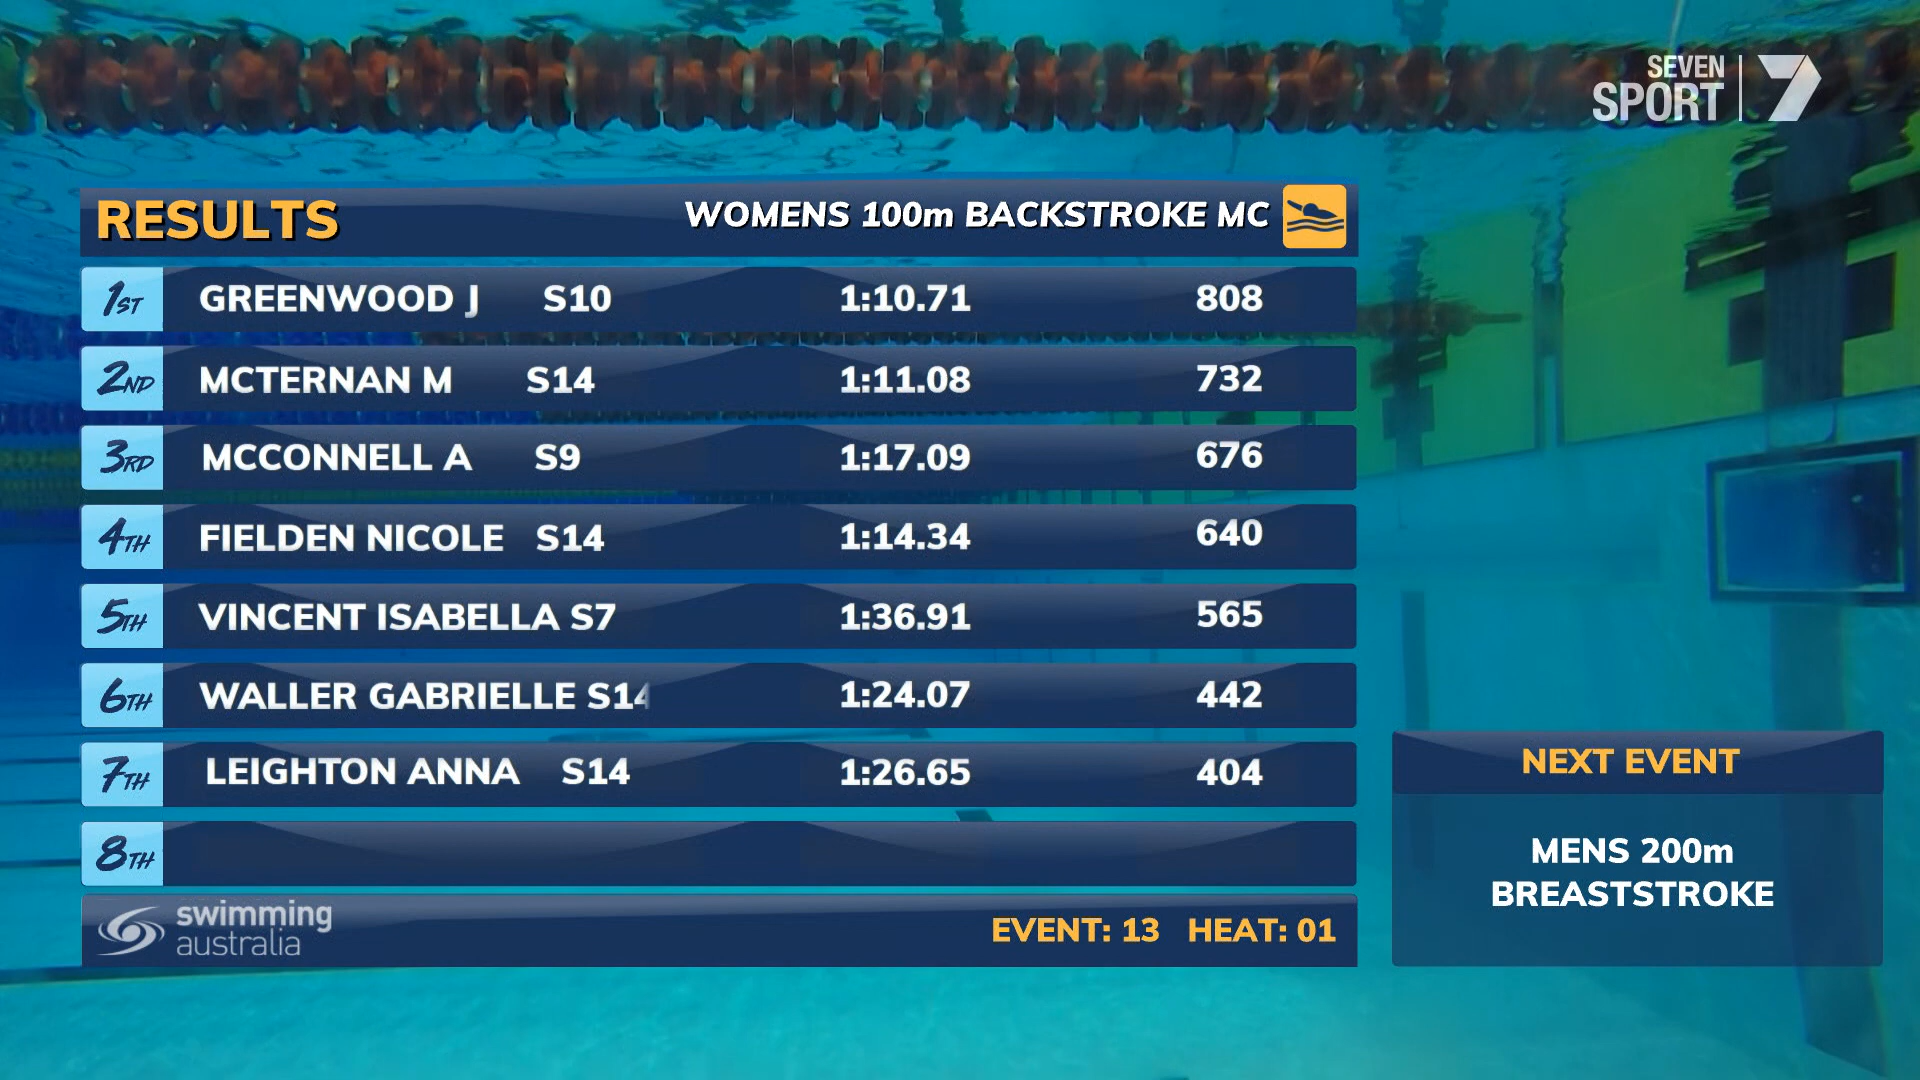 SEVEN
SPORT 7
RESULTS WOMENS 100m BACKSTROKE MC
1ST GREENWOOD J S10 1:10.71 808
2ND MCTERNAN M S14 1:11.08 732
3RD MCCONNELL A S9 1:17.09 676
4TH FIELDEN NICOLE S14 1:14.34 640
5TH VINCENT ISABELLA S7 1:36.91 565
6TH WALLER GABRIELLE S14 1:24.07 442
7TH LEIGHTON ANNA S14 1:26.65 404
8TH
swimming
australia
EVENT: 13 HEAT: 01
NEXT EVENT
MENS 200m
BREASTSTROKE